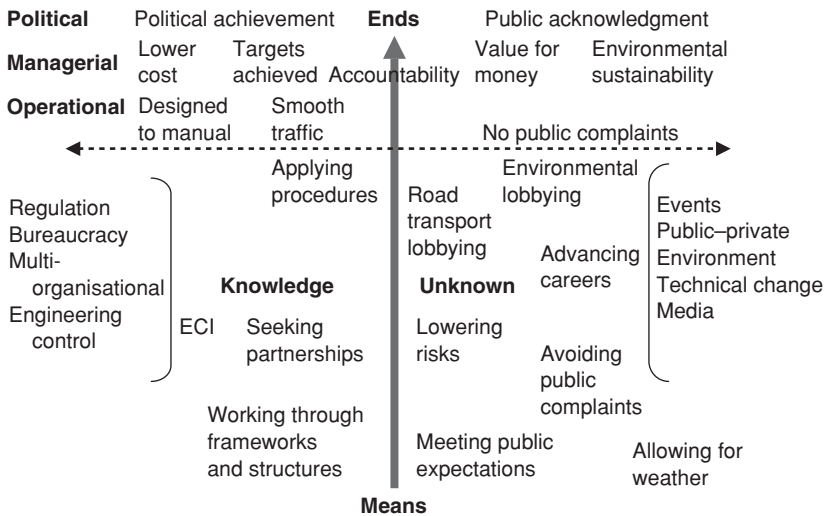 Political Political achievement Ends Public acknowledgment
Managerial Lower cost Targets achieved Accountability Value for money Environmental sustainability
Operational Designed to manual Smooth traffic No public complaints
Applying
procedures
Environmental
lobbying
Road
transport
lobbying
Regulation
Bureaucracy
Multi-
organisational
Engineering
control
Events
Public–private
Environment
Technical change
Media
Advancing
careers
Knowledge
Unknown
ECI
Seeking
partnerships
Lowering
risks
Avoiding
public
complaints
Working through
frameworks
and structures
Meeting public
expectations
Allowing for
weather
Means